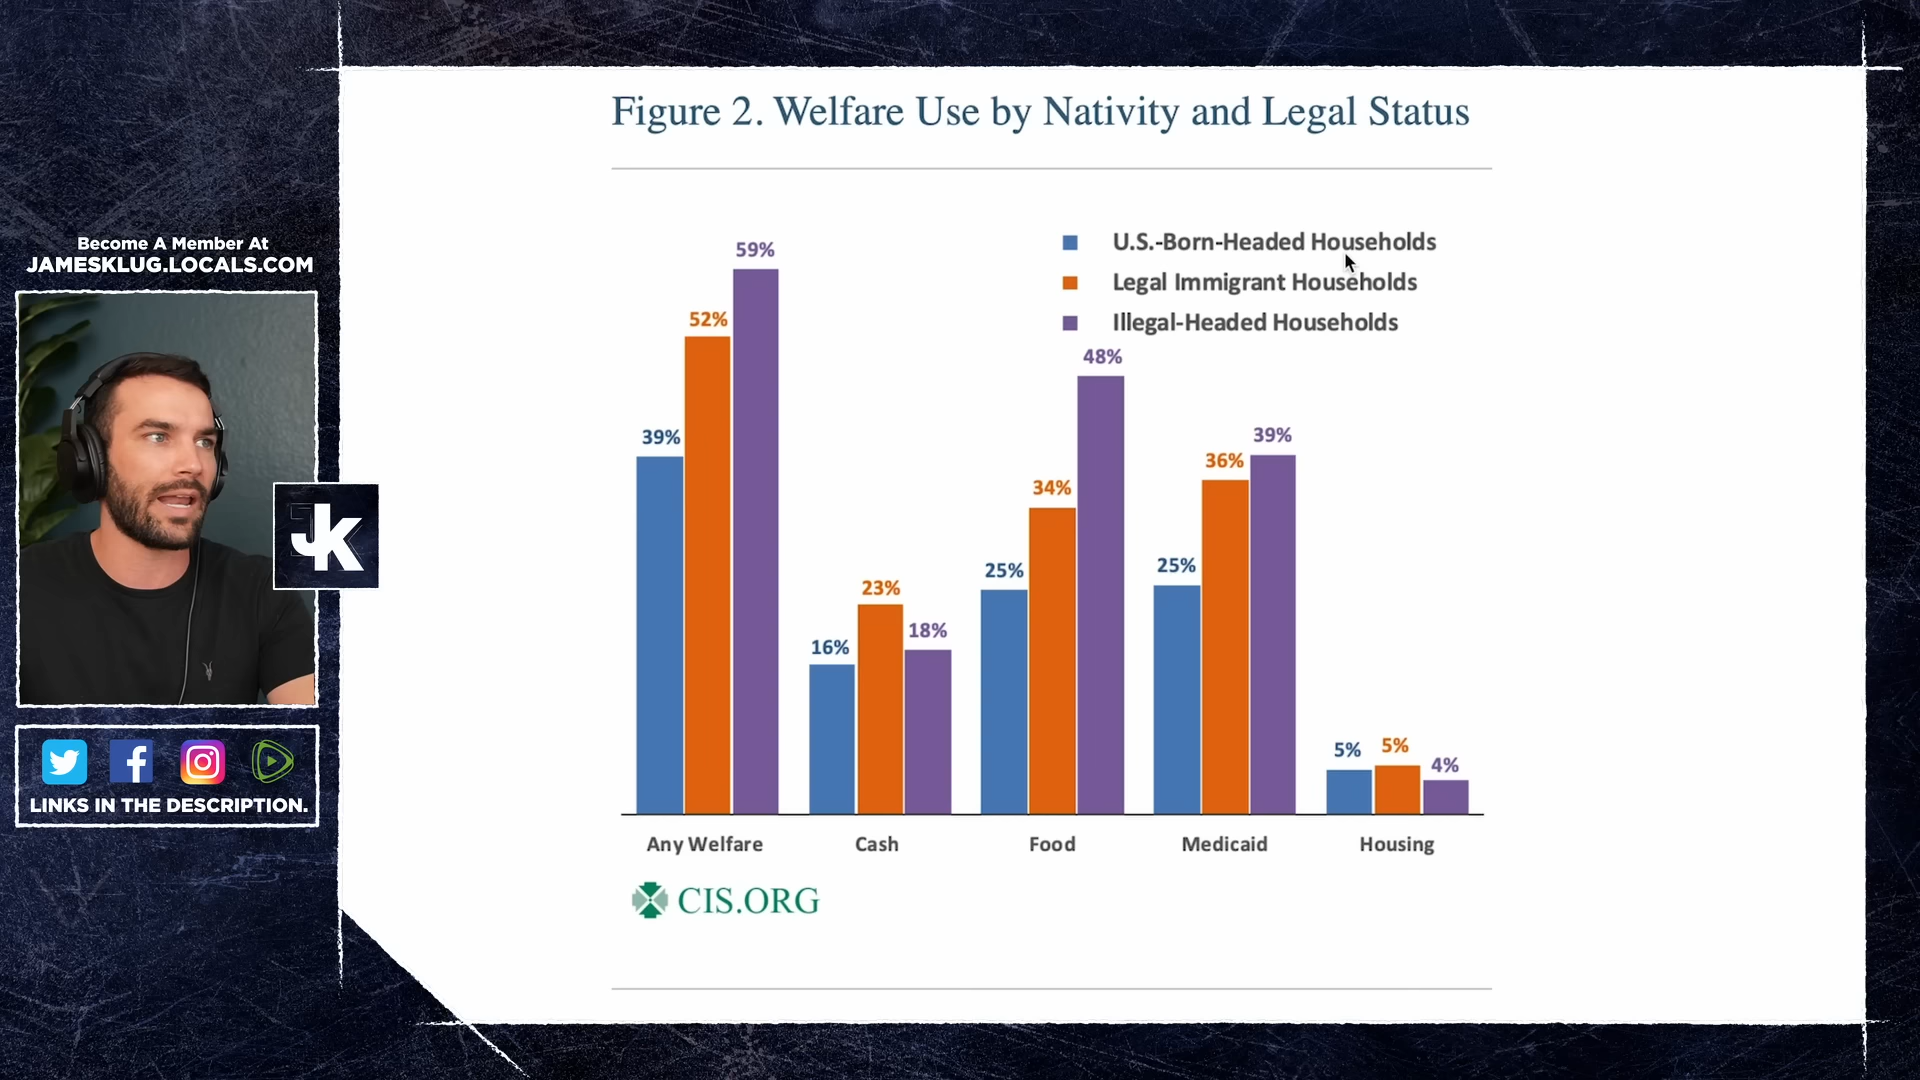 Figure 2. Welfare Use by Nativity and Legal Status
Become A Member At
JAMESKLUG.LOCALS.COM
JK
LINKS IN THE DESCRIPTION.
U.S.-Born-Headed Households
Legal Immigrant Households
Illegal-Headed Households
39%
52%
59%
16%
23%
18%
25%
34%
48%
25%
36%
39%
5%
5%
4%
Any Welfare
Cash
Food
Medicaid
Housing
CIS.ORG